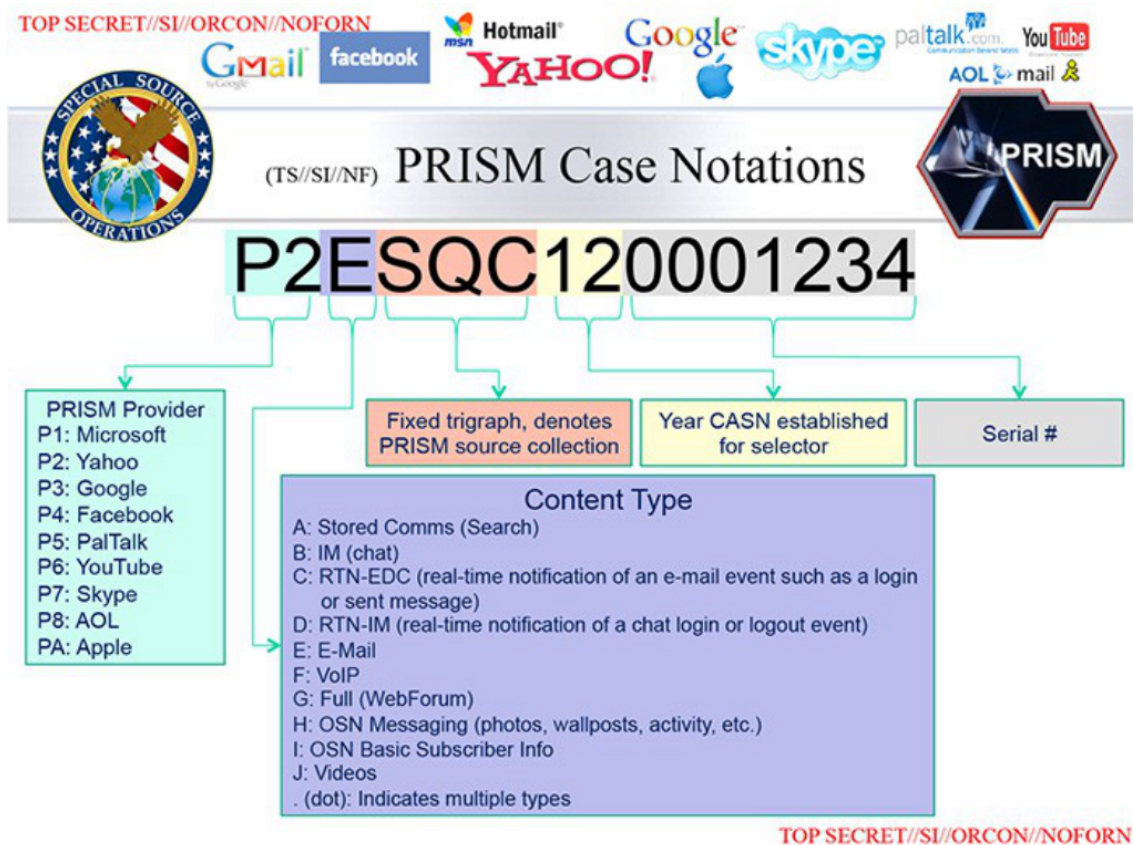 TOP SECRET//SI//ORCON//NOFORN
GMail
by Google
facebook
msn
Hotmail
YAHOO!
Google
skype
paltalk.com
YouTube
AOL mail
SPECIAL SOURCE
OPERATIONS
(TS//SI//NF) PRISM Case Notations
PRISM
P2ESQC120001234
PRISM Provider
P1: Microsoft
P2: Yahoo
P3: Google
P4: Facebook
P5: PalTalk
P6: YouTube
P7: Skype
P8: AOL
PA: Apple
Fixed trigraph, denotes
PRISM source collection
Year CASN established
for selector
Serial #
Content Type
A: Stored Comms (Search)
B: IM (chat)
C: RTN-EDC (real-time notification of an e-mail event such as a login
or sent message)
D: RTN-IM (real-time notification of a chat login or logout event)
E: E-Mail
F: VoIP
G: Full (WebForum)
H: OSN Messaging (photos, wallposts, activity, etc.)
I: OSN Basic Subscriber Info
J: Videos
. (dot): Indicates multiple types
TOP SECRET//SI//ORCON//NOFORN